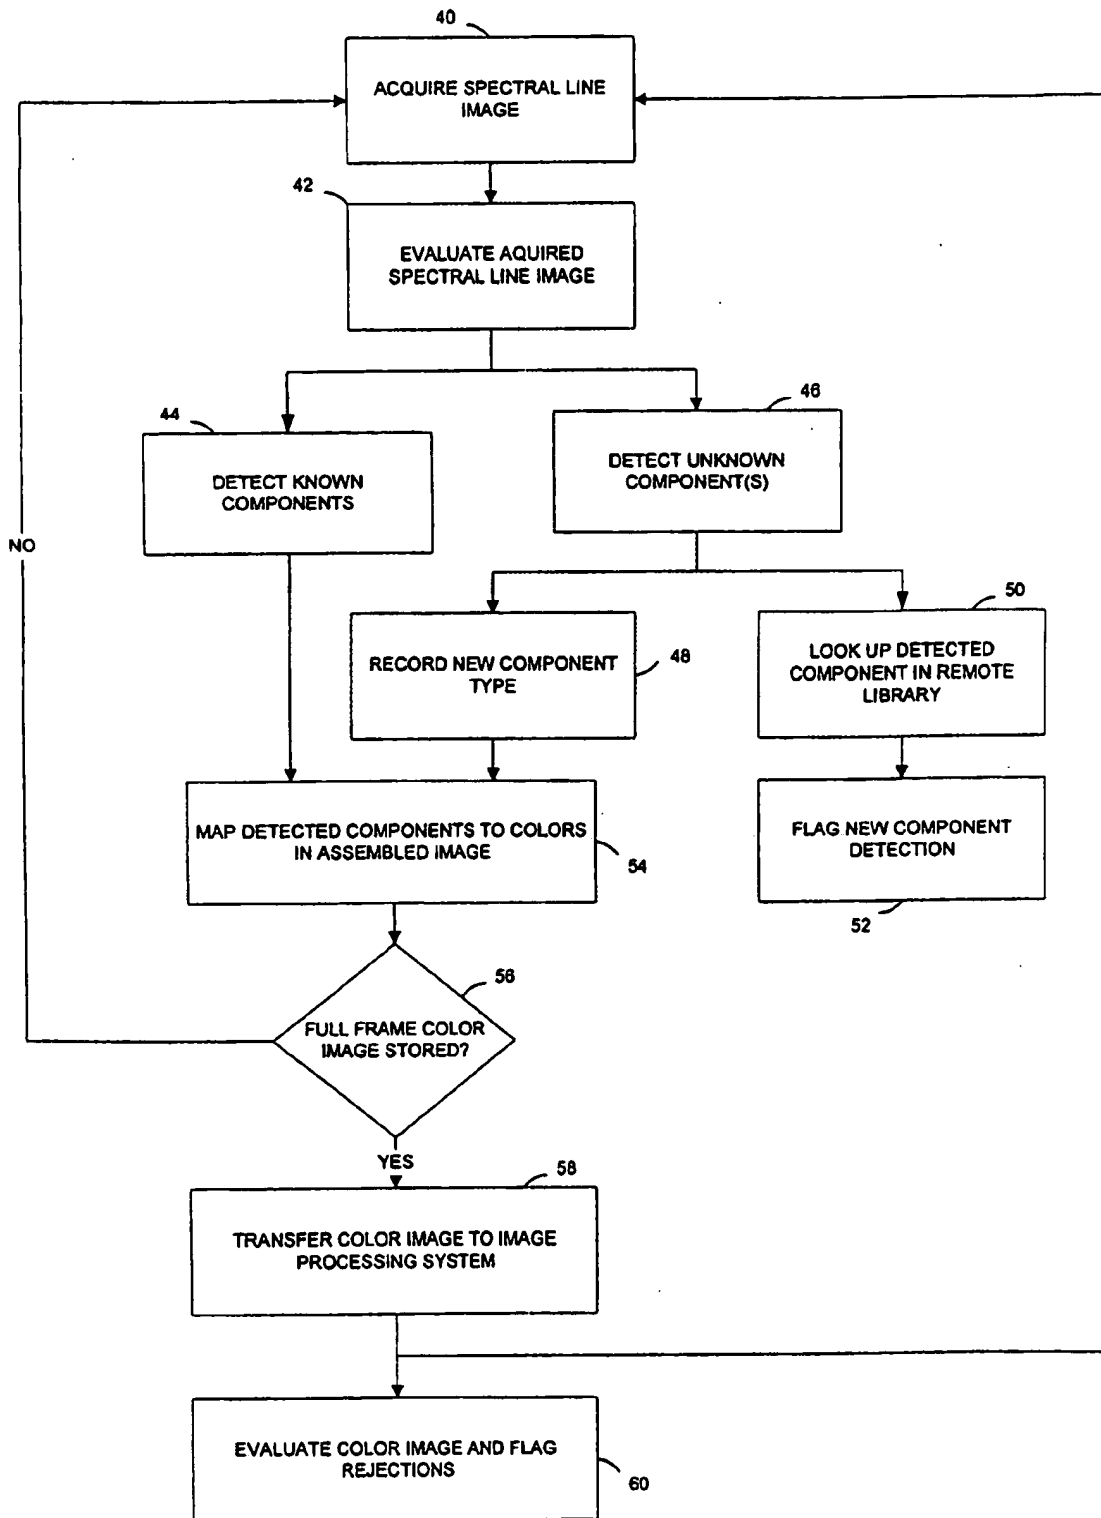 40
ACQUIRE SPECTRAL LINE
IMAGE
42
EVALUATE AQUIRED
SPECTRAL LINE IMAGE
44
DETECT KNOWN
COMPONENTS
46
DETECT UNKNOWN
COMPONENT(S)
NO
RECORD NEW COMPONENT
TYPE
48
50
LOOK UP DETECTED
COMPONENT IN REMOTE
LIBRARY
MAP DETECTED COMPONENTS TO COLORS
IN ASSEMBLED IMAGE
54
FLAG NEW COMPONENT
DETECTION
52
56
FULL FRAME COLOR
IMAGE STORED?
YES
58
TRANSFER COLOR IMAGE TO IMAGE
PROCESSING SYSTEM
EVALUATE COLOR IMAGE AND FLAG
REJECTIONS
60